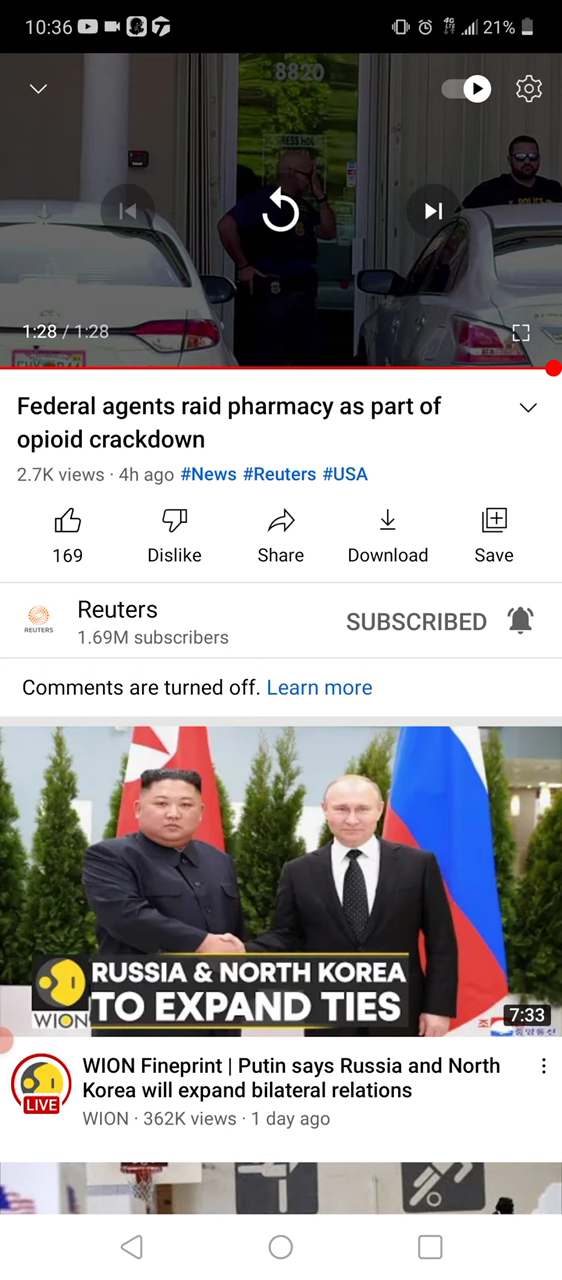 10:36
4G
21%
8820
1:28 / 1:28
Federal agents raid pharmacy as part of
opioid crackdown
2.7K views · 4h ago #News #Reuters #USA
169
Dislike
Share
Download
Save
REUTERS
Reuters
1.69M subscribers
SUBSCRIBED
Comments are turned off. Learn more
RUSSIA & NORTH KOREA
TO EXPAND TIES
WION
7:33
WION Fineprint | Putin says Russia and North
Korea will expand bilateral relations
LIVE
WION · 362K views · 1 day ago